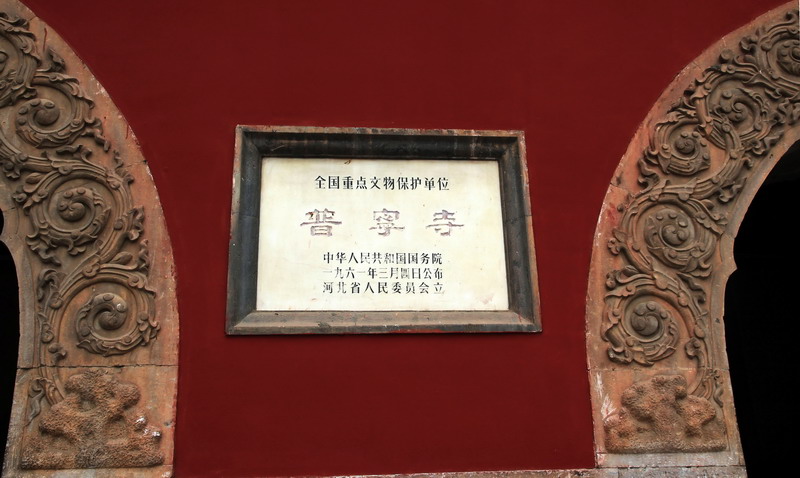 全国重点文物保护单位
普寧寺
中华人民共和国国务院
一九六一年三月四日公布
河北省人民委员会立